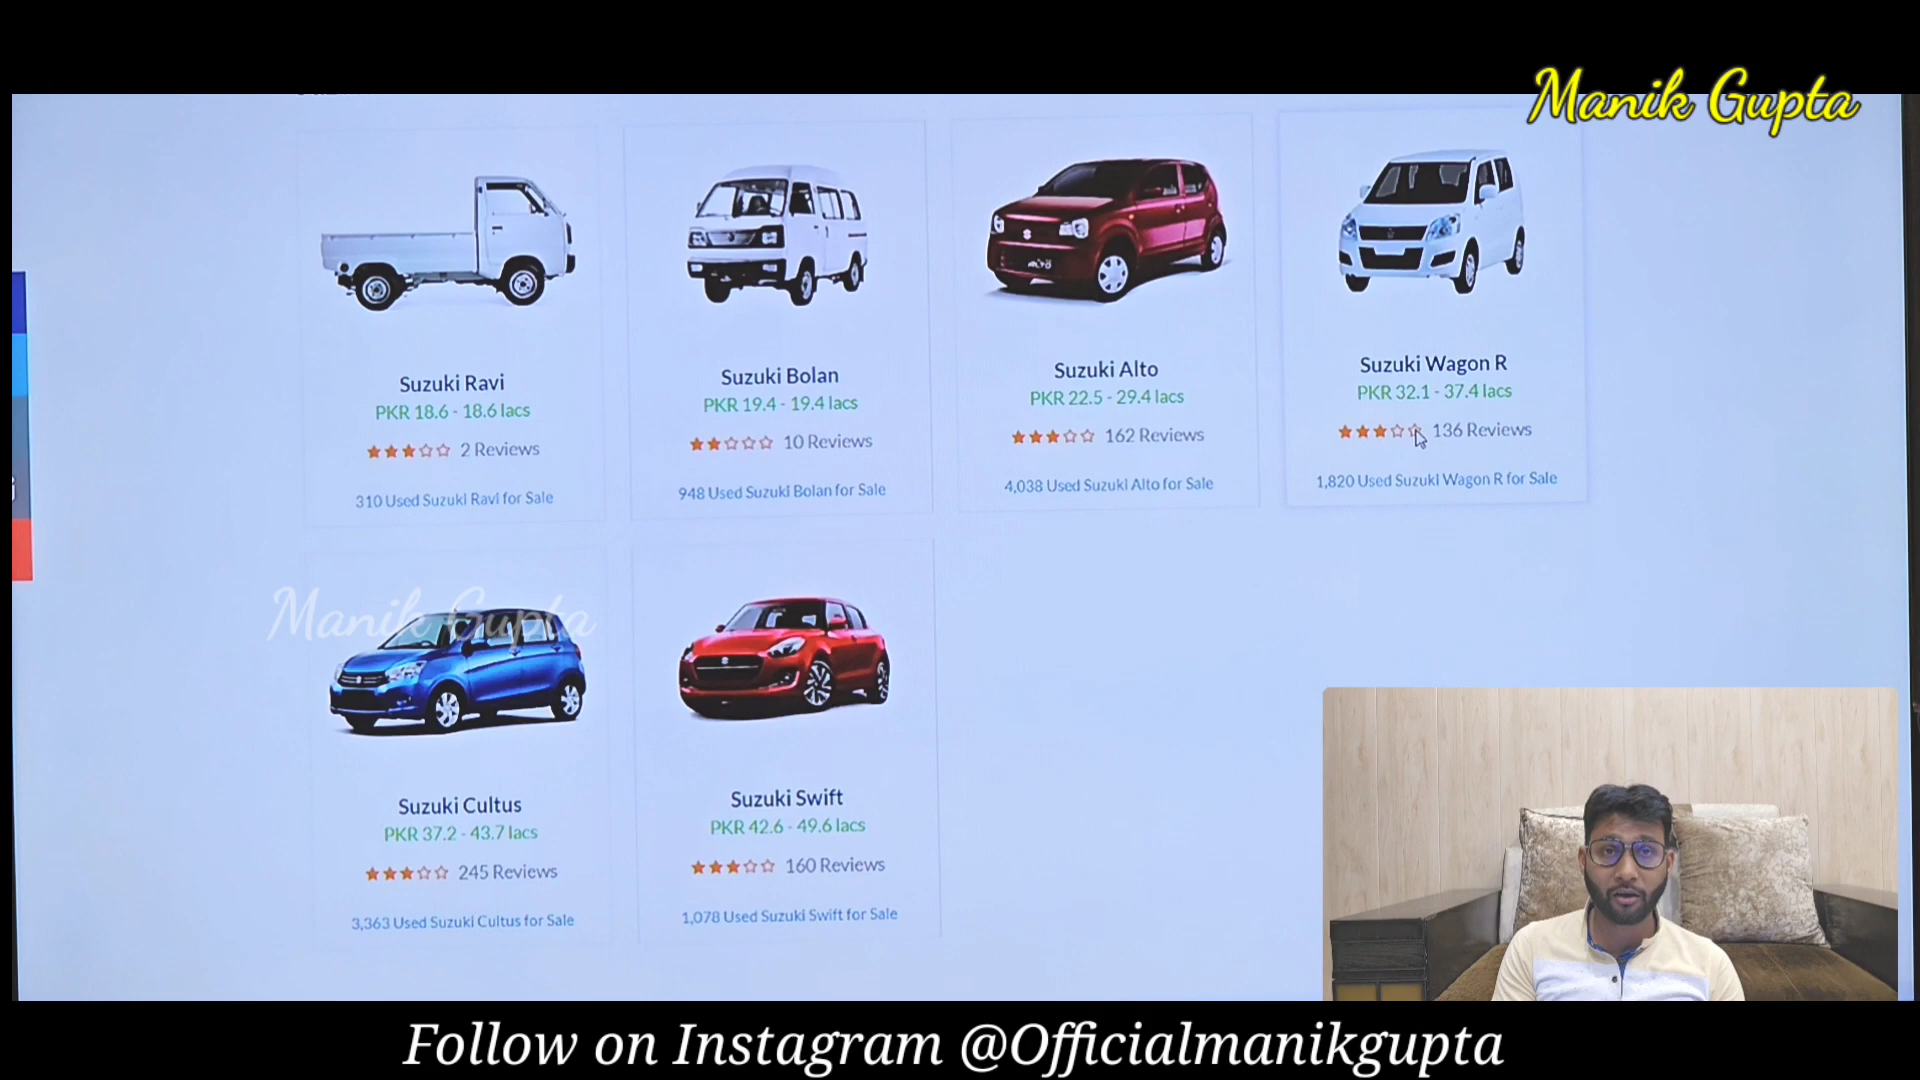 Manik Gupta
Suzuki Ravi
PKR 18.6 - 18.6 lacs
2 Reviews
310 Used Suzuki Ravi for Sale
Suzuki Bolan
PKR 19.4 - 19.4 lacs
10 Reviews
948 Used Suzuki Bolan for Sale
Suzuki Alto
PKR 22.5 - 29.4 lacs
162 Reviews
4,038 Used Suzuki Alto for Sale
Suzuki Wagon R
PKR 32.1 - 37.4 lacs
136 Reviews
1,820 Used Suzuki Wagon R for Sale
Manik Gupta
Suzuki Cultus
PKR 37.2 - 43.7 lacs
245 Reviews
3,363 Used Suzuki Cultus for Sale
Suzuki Swift
PKR 42.6 - 49.6 lacs
160 Reviews
1,078 Used Suzuki Swift for Sale
Follow on Instagram @Officialmanikgupta